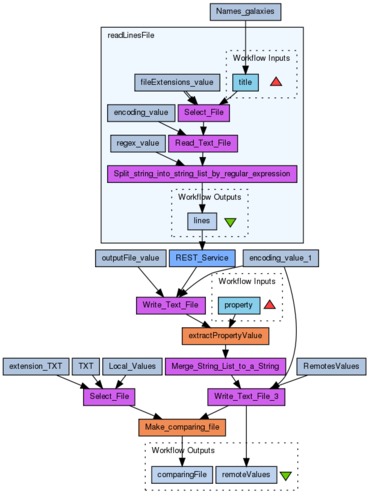 Names_galaxies
readLinesFile
Workflow Inputs
fileExtensions_value
title
encoding_value
Select_File
regex_value
Read_Text_File
Split_string_into_string_list_by_regular_expression
Workflow Outputs
lines
outputFile_value
REST_Service
encoding_value_1
Workflow Inputs
Write_Text_File
property
extractPropertyValue
extension_TXT
TXT
Local_Values
Merge_String_List_to_a_String
RemotesValues
Select_File
Write_Text_File_3
Make_comparing_file
Workflow Outputs
comparingFile
remoteValues